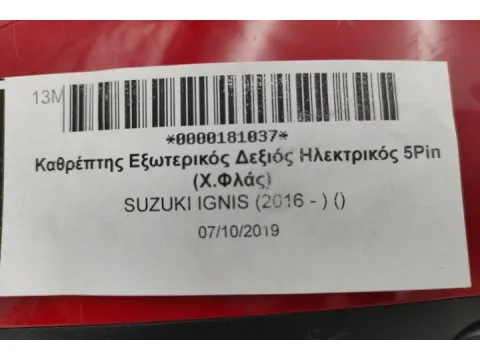 13M
*0000181037*
Καθρέπτης Εξωτερικός Δεξιός Ηλεκτρικός 5Pin
(Χ.Φλάς)
SUZUKI IGNIS (2016 - ) ()
07/10/2019